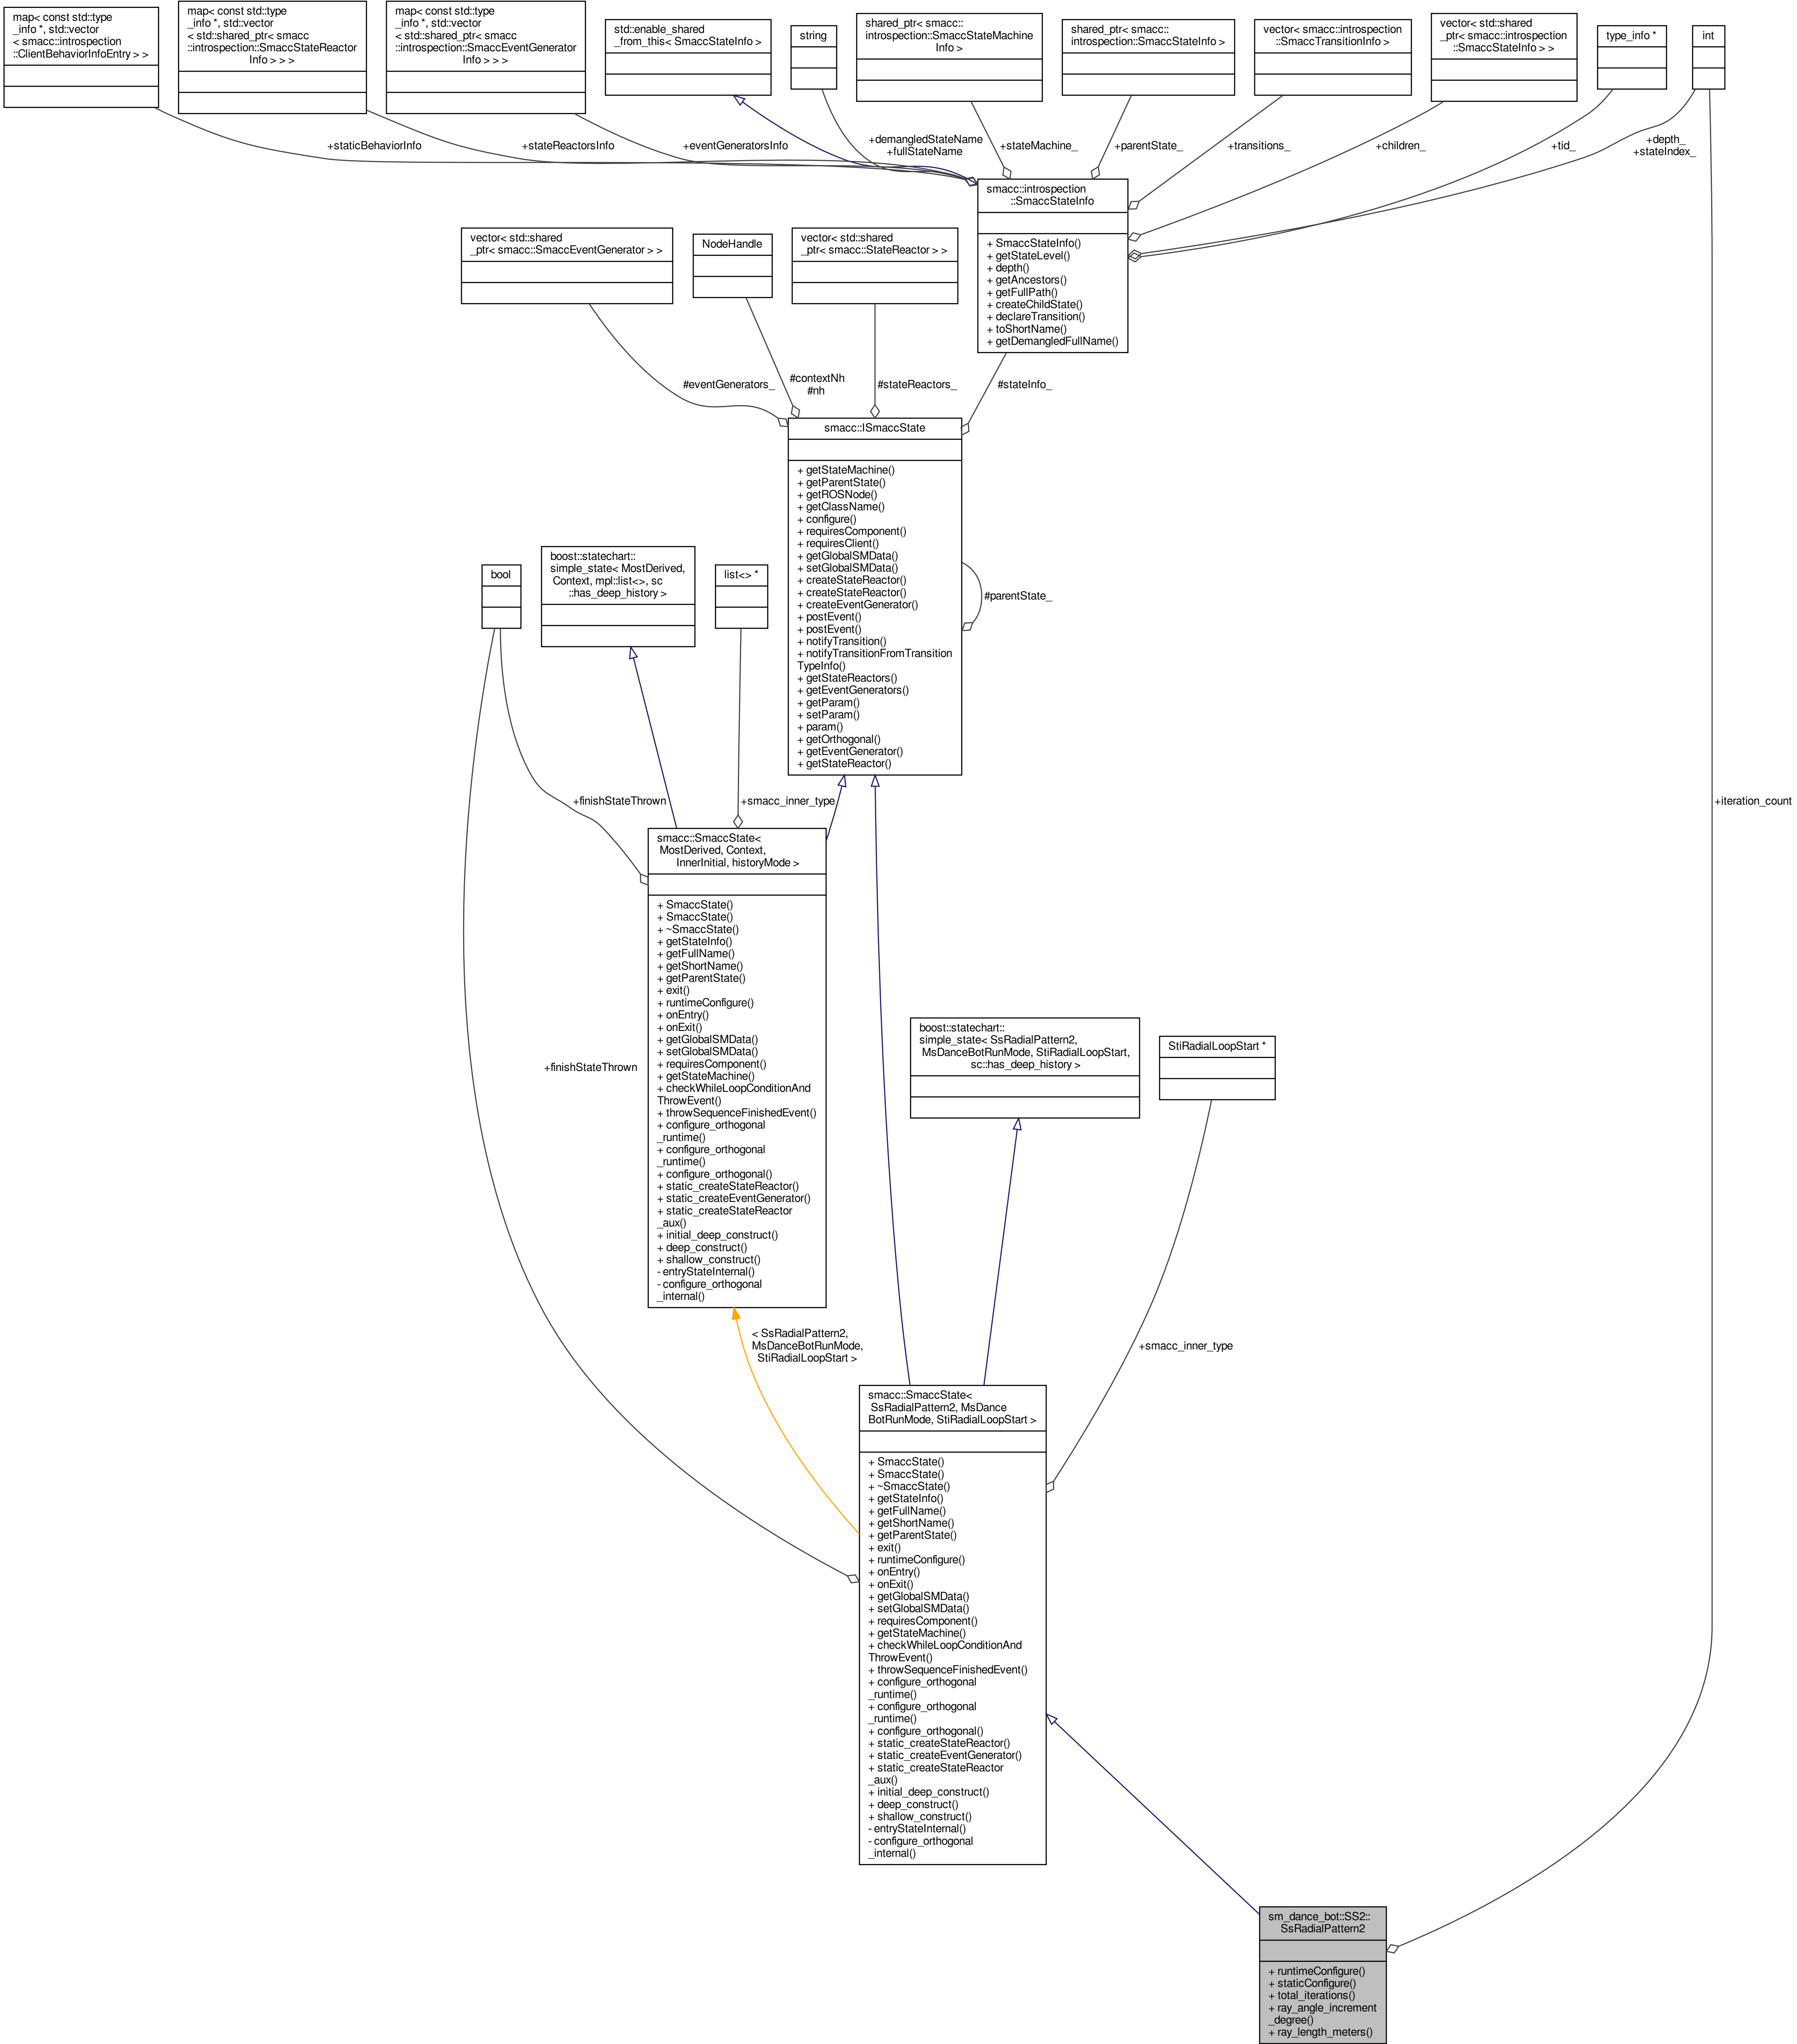 map< const std::type
_info *, std::vector
< smacc::introspection
::ClientBehaviorInfoEntry > >
map< const std::type
_info *, std::vector
< std::shared_ptr< smacc
::introspection::SmaccStateReactor
Info > > >
map< const std::type
_info *, std::vector
< std::shared_ptr< smacc
::introspection::SmaccEventGenerator
Info > > >
std::enable_shared
_from_this< SmaccStateInfo >
string
shared_ptr< smacc::
introspection::SmaccStateMachine
Info >
shared_ptr< smacc::
introspection::SmaccStateInfo >
vector< smacc::introspection
::SmaccTransitionInfo >
vector< std::shared
_ptr< smacc::introspection
::SmaccStateInfo > >
type_info *
int
+staticBehaviorInfo
+stateReactorsInfo
+eventGeneratorsInfo
+demangledStateName
+fullStateName
+stateMachine_
+parentState_
+transitions_
+children_
+tid_
+depth_
+stateIndex_
smacc::introspection
::SmaccStateInfo
+ SmaccStateInfo()
+ getStateLevel()
+ depth()
+ getAncestors()
+ getFullPath()
+ createChildState()
+ declareTransition()
+ toShortName()
+ getDemangledFullName()
vector< std::shared
_ptr< smacc::SmaccEventGenerator > >
NodeHandle
vector< std::shared
_ptr< smacc::StateReactor > >
#eventGenerators_
#contextNh
#nh
#stateReactors_
#stateInfo_
smacc::ISmaccState
+ getStateMachine()
+ getParentState()
+ getROSNode()
+ getClassName()
+ configure()
+ requiresComponent()
+ requiresClient()
+ getGlobalSMData()
+ setGlobalSMData()
+ createStateReactor()
+ createStateReactor()
+ createEventGenerator()
+ postEvent()
+ postEvent()
+ notifyTransition()
+ notifyTransitionFromTransition
TypeInfo()
+ getStateReactors()
+ getEventGenerators()
+ getParam()
+ setParam()
+ param()
+ getOrthogonal()
+ getEventGenerator()
+ getStateReactor()
#parentState_
bool
boost::statechart::
simple_state< MostDerived,
Context, mpl::list<>, sc
::has_deep_history >
list<> *
+finishStateThrown
+smacc_inner_type
+iteration_count
smacc::SmaccState<
MostDerived, Context,
InnerInitial, historyMode >
+ SmaccState()
+ SmaccState()
+ ~SmaccState()
+ getStateInfo()
+ getFullName()
+ getShortName()
+ getParentState()
+ exit()
+ runtimeConfigure()
+ onEntry()
+ onExit()
+ getGlobalSMData()
+ setGlobalSMData()
+ requiresComponent()
+ getStateMachine()
+ checkWhileLoopConditionAnd
ThrowEvent()
+ throwSequenceFinishedEvent()
+ configure_orthogonal
_runtime()
+ configure_orthogonal
_runtime()
+ configure_orthogonal()
+ static_createStateReactor()
+ static_createEventGenerator()
+ static_createStateReactor
_aux()
+ initial_deep_construct()
+ deep_construct()
+ shallow_construct()
- entryStateInternal()
- configure_orthogonal
_internal()
+finishStateThrown
boost::statechart::
simple_state< SsRadialPattern2,
MsDanceBotRunMode, StiRadialLoopStart,
sc::has_deep_history >
StiRadialLoopStart *
< SsRadialPattern2,
MsDanceBotRunMode,
StiRadialLoopStart >
+smacc_inner_type
smacc::SmaccState<
SsRadialPattern2, MsDance
BotRunMode, StiRadialLoopStart >
+ SmaccState()
+ SmaccState()
+ ~SmaccState()
+ getStateInfo()
+ getFullName()
+ getShortName()
+ getParentState()
+ exit()
+ runtimeConfigure()
+ onEntry()
+ onExit()
+ getGlobalSMData()
+ setGlobalSMData()
+ requiresComponent()
+ getStateMachine()
+ checkWhileLoopConditionAnd
ThrowEvent()
+ throwSequenceFinishedEvent()
+ configure_orthogonal
_runtime()
+ configure_orthogonal
_runtime()
+ configure_orthogonal()
+ static_createStateReactor()
+ static_createEventGenerator()
+ static_createStateReactor
_aux()
+ initial_deep_construct()
+ deep_construct()
+ shallow_construct()
- entryStateInternal()
- configure_orthogonal
_internal()
sm_dance_bot::SS2::
SsRadialPattern2
+ runtimeConfigure()
+ staticConfigure()
+ total_iterations()
+ ray_angle_increment
_degree()
+ ray_length_meters()